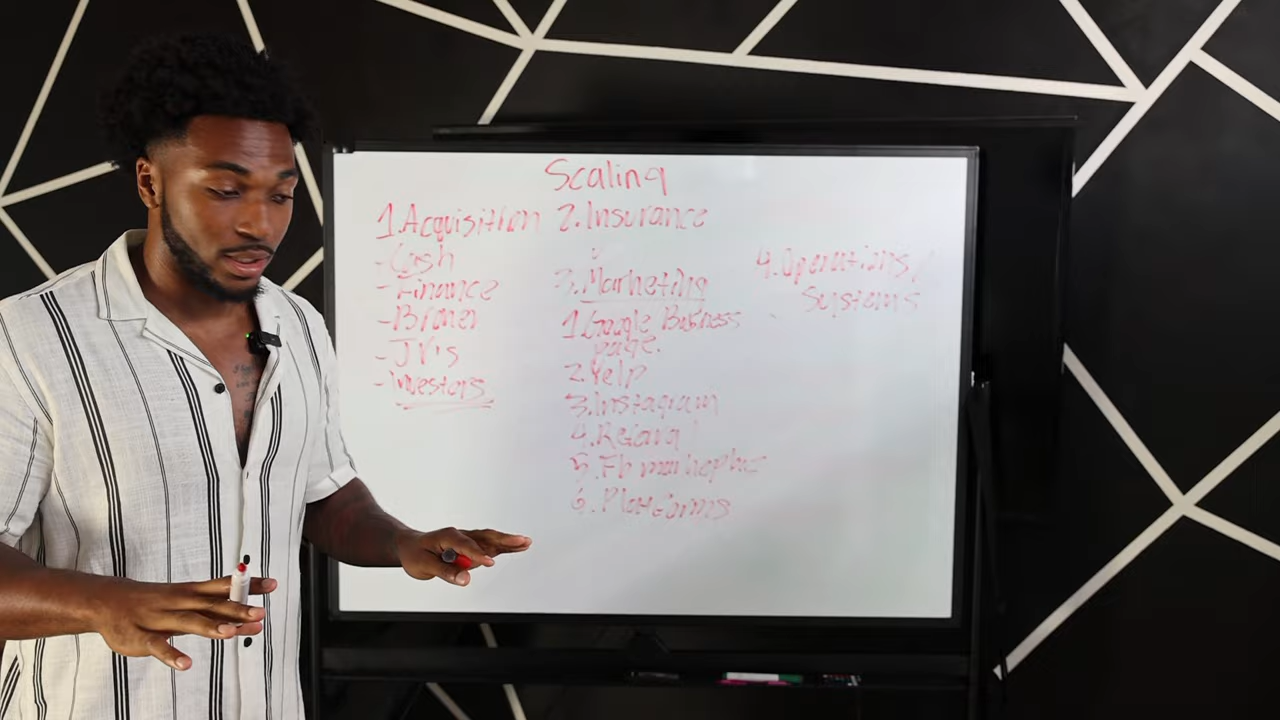 Scaling
1. Acquisition
- Cash
- Finance
- Broker
- JV's
- Investors
2. Insurance
3. Marketing
1. Google Business
page.
2. Yelp
3. Instagram
4. Referral
5. Fb marketplace
6. Platforms
4. Operations/
Systems